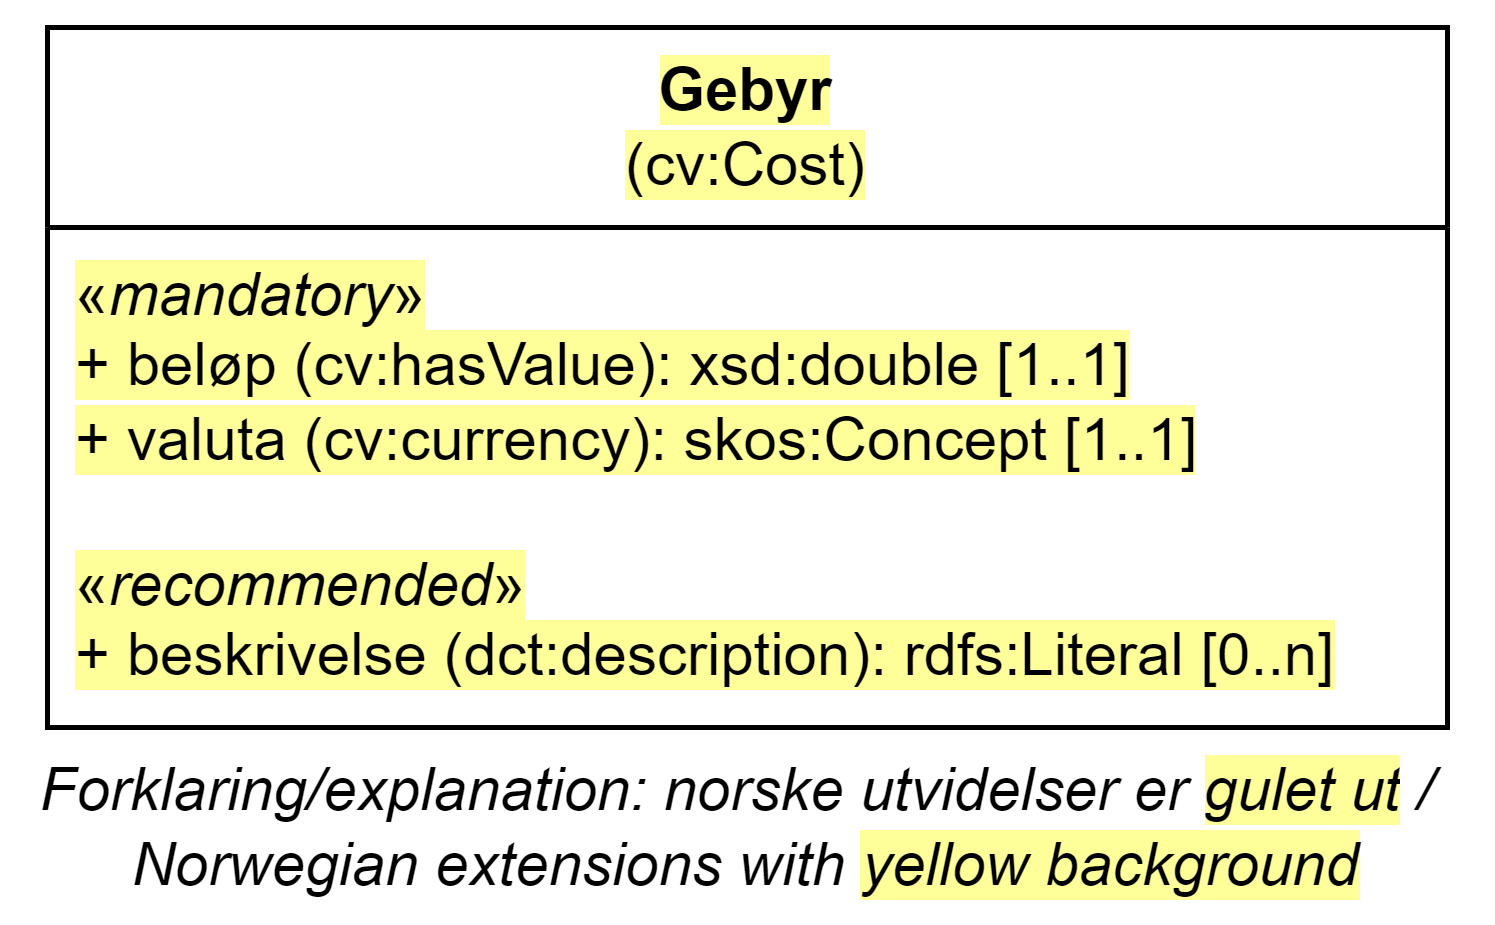 Gebyr
(cv:Cost)
«mandatory»
+ beløp (cv:hasValue): xsd:double [1..1]
+ valuta (cv:currency): skos:Concept [1..1]
«recommended»
+ beskrivelse (dct:description): rdfs:Literal [0..n]
Forklaring/explanation: norske utvidelser er gulet ut /
Norwegian extensions with yellow background